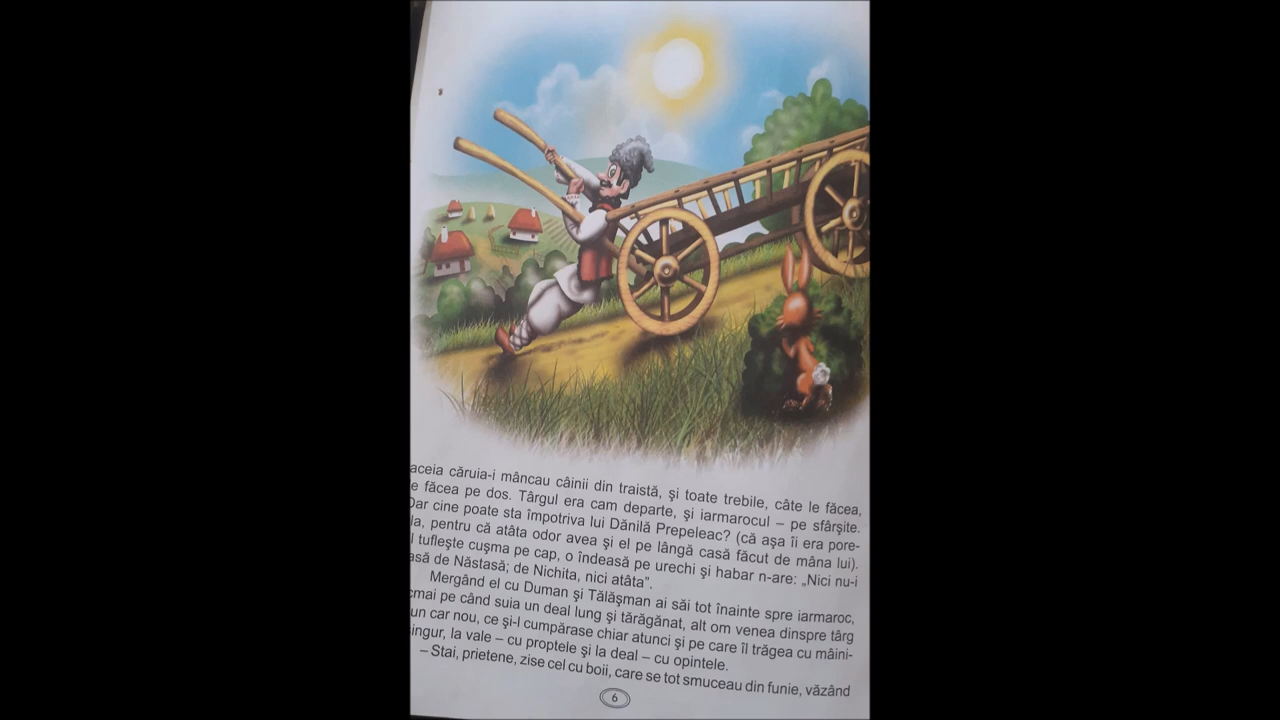 aceia căruia-i mâncau câinii din traistă, şi toate trebile, câte le făcea,
e făcea pe dos. Târgul era cam departe, şi iarmarocul – pe sfârşite.
Dar cine poate sta împotriva lui Dănilă Prepeleac? (că aşa îi era pore-
la, pentru că atâta odor avea şi el pe lângă casă făcut de mâna lui).
l tufleşte cuşma pe cap, o îndeasă pe urechi şi habar n-are: „Nici nu-i
asă de Năstasă; de Nichita, nici atâta”.
Mergând el cu Duman şi Tălăşman ai săi tot înainte spre iarmaroc,
cmai pe când suia un deal lung şi tărăgănat, alt om venea dinspre târg
un car nou, ce şi-l cumpărase chiar atunci şi pe care îl trăgea cu mâini-
singur, la vale – cu proptele şi la deal – cu opintele.
– Stai, prietene, zise cel cu boii, care se tot smuceau din funie, văzând
6